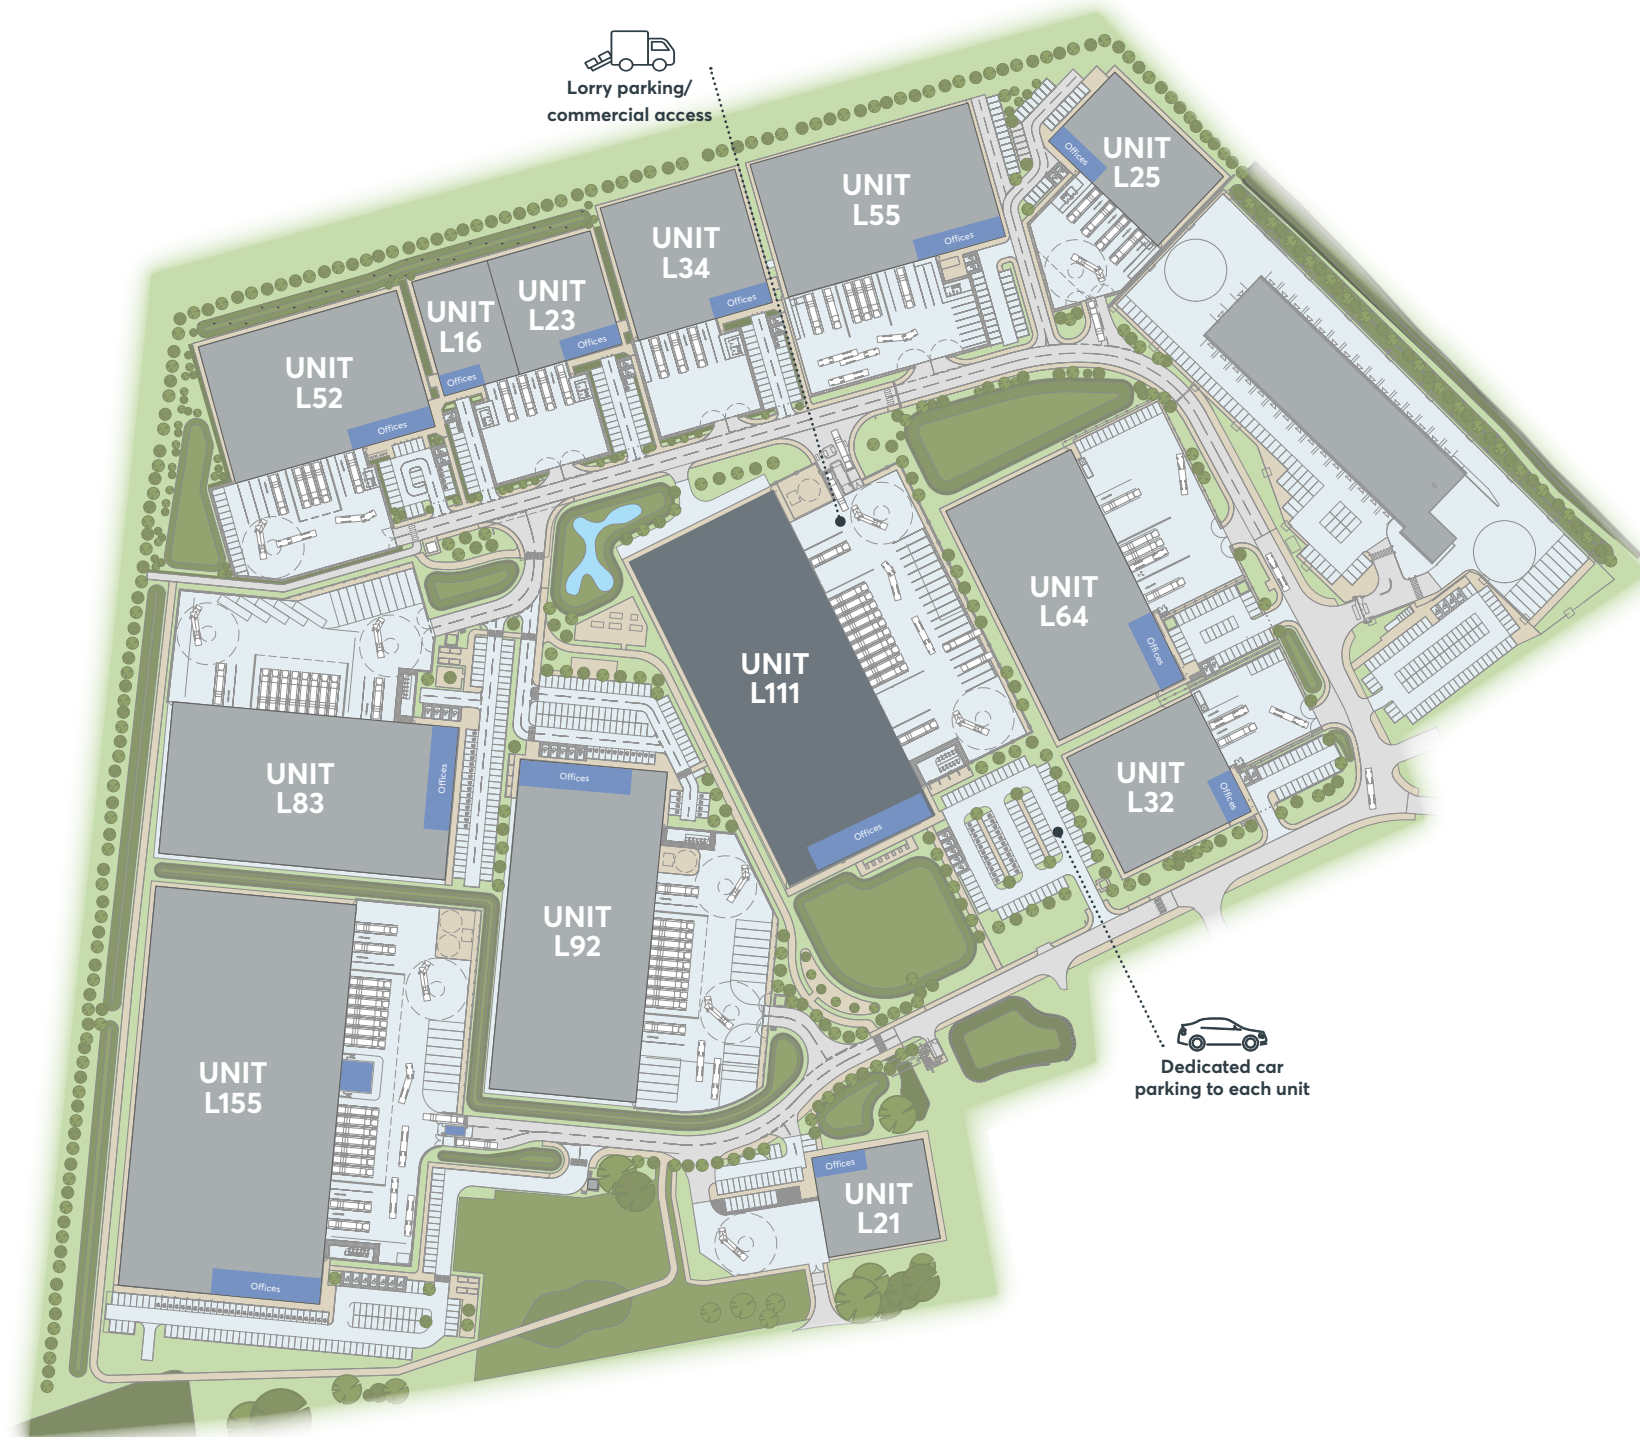 Lorry parking/
commercial access
UNIT
L25
Offices
UNIT
L55
Offices
UNIT
L34
Offices
UNIT
L23
Offices
UNIT
L16
Offices
UNIT
L52
Offices
UNIT
L64
Offices
UNIT
L111
Offices
UNIT
L32
Offices
UNIT
L83
Offices
UNIT
L92
Offices
UNIT
L155
Offices
Dedicated car
parking to each unit
Offices
UNIT
L21